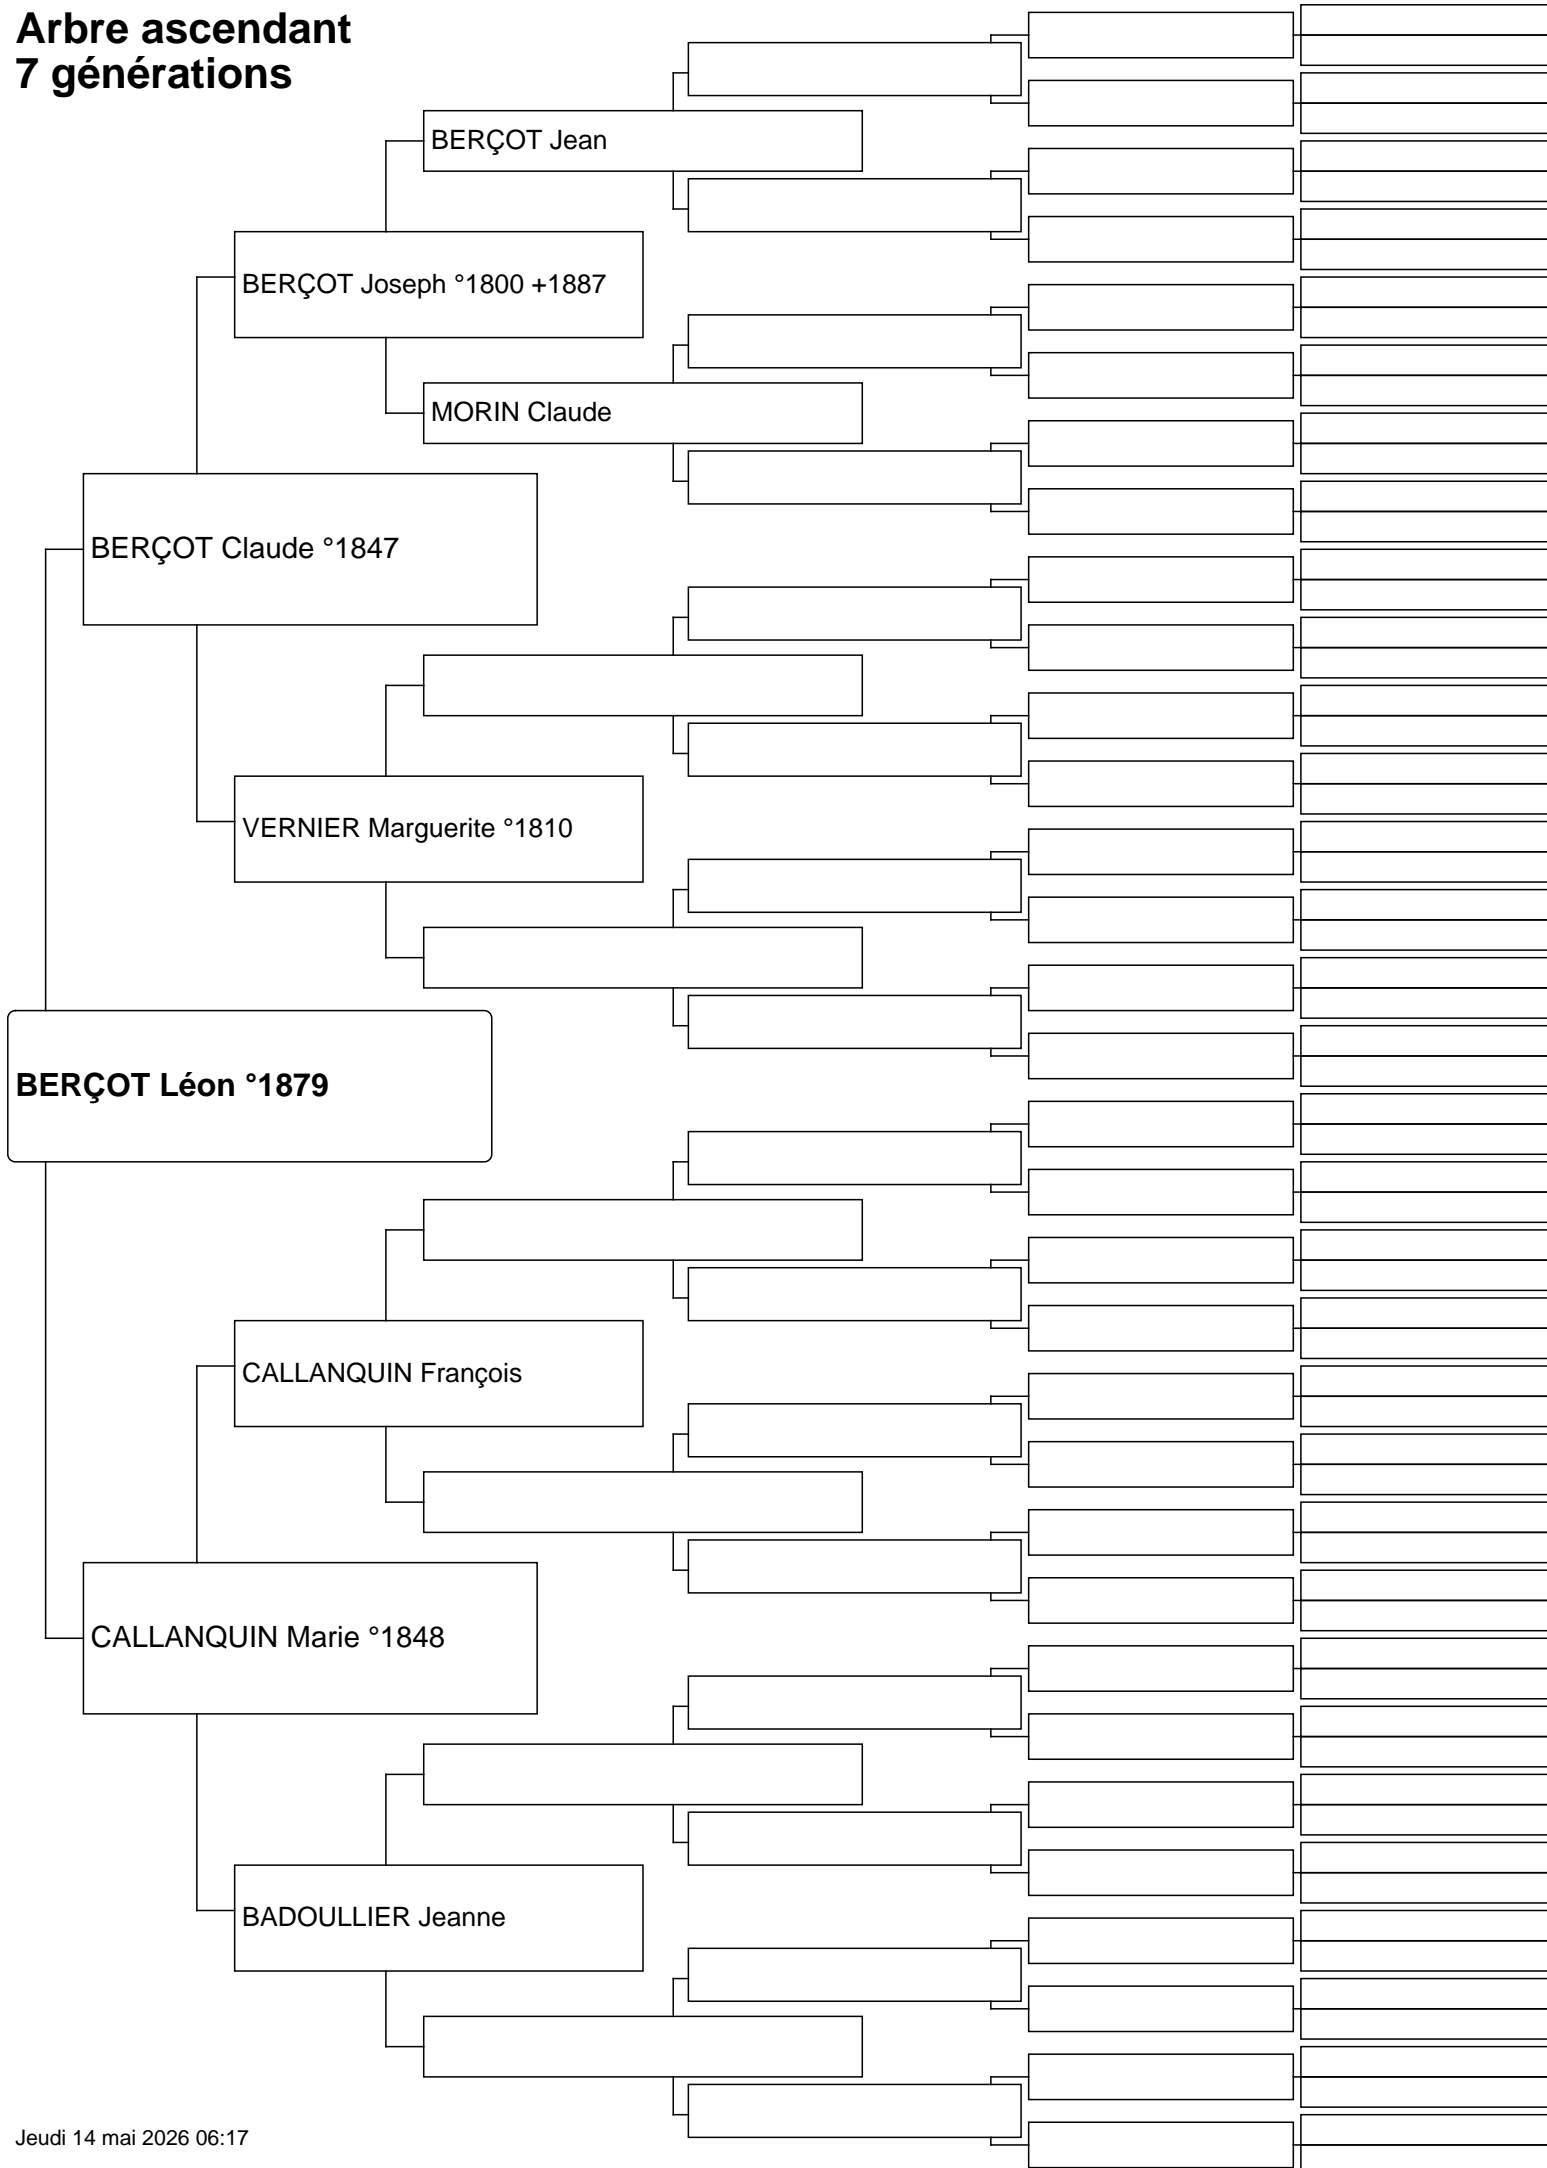 Arbre ascendant
7 générations
BERÇOT Jean
BERÇOT Joseph °1800 +1887
MORIN Claude
BERÇOT Claude °1847
VERNIER Marguerite °1810
BERÇOT Léon °1879
CALLANQUIN François
CALLANQUIN Marie °1848
BADOULLIER Jeanne
Jeudi 14 mai 2026 06:17